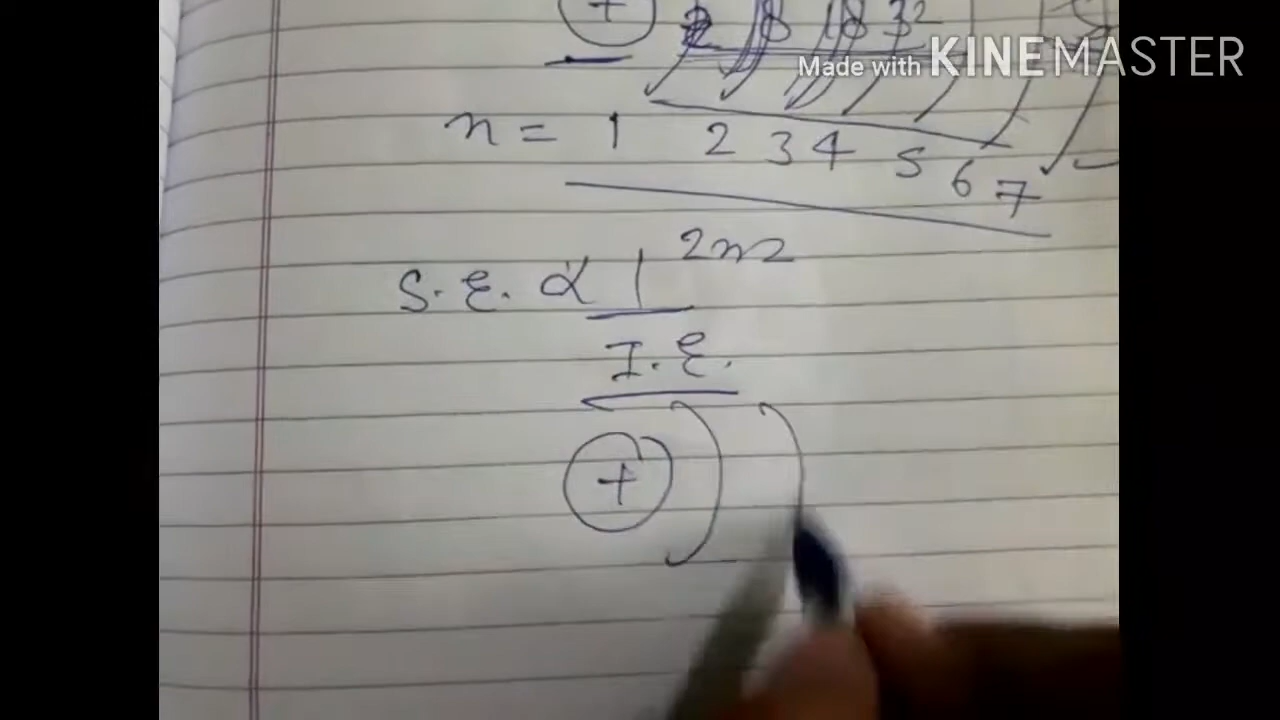 + 2 8 18 32
Made with KINEMASTER
n = 1 2 3 4 5 6 7
2n2
S.E. α 1
I.E.
+